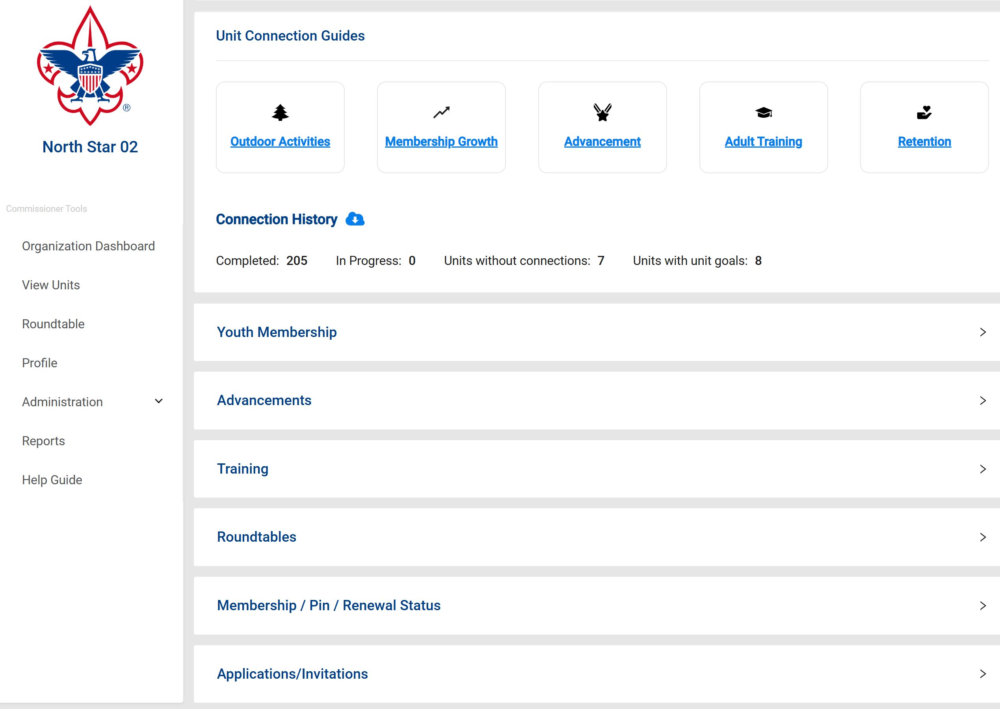 ®
North Star 02
Commissioner Tools
Organization Dashboard
View Units
Roundtable
Profile
Administration
Reports
Help Guide
Unit Connection Guides
Outdoor Activities
Membership Growth
Advancement
Adult Training
Retention
Connection History
Completed: 205 In Progress: 0 Units without connections: 7 Units with unit goals: 8
Youth Membership
Advancements
Training
Roundtables
Membership / Pin / Renewal Status
Applications/Invitations